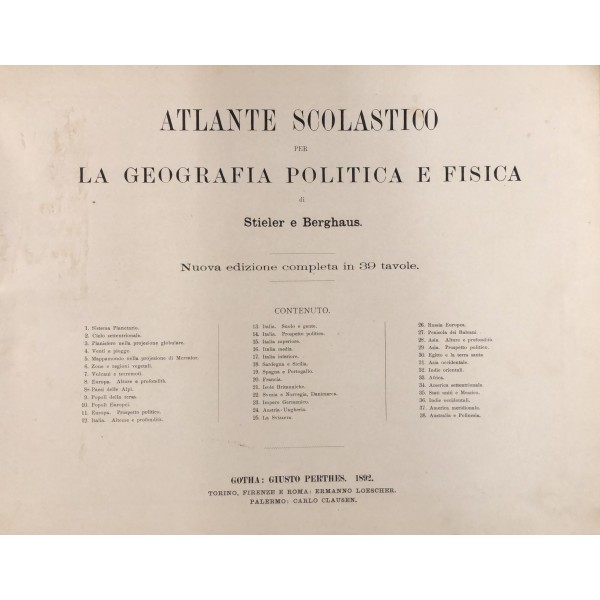 ATLANTE SCOLASTICO
PER
LA GEOGRAFIA POLITICA E FISICA
di
Stieler e Berghaus.
Nuova edizione completa in 39 tavole.
CONTENUTO.
1. Sistema Planetario.
2. Cielo settentrionale.
3. Planisfero nella projezione globulare.
4. Venti e piogge.
5. Mappamondo nella projezione di Mercator.
6. Zone e regioni vegetali.
7. Vulcani e terremoti.
8. Europa. Alture e profondità.
Passi delle Alpi.
9. Popoli della terra.
10. Popoli Europei.
11. Europa. Prospetto politico.
12. Italia. Altezze e profondità.
13. Italia. Suolo e gente.
14. Italia. Prospetto politico.
15. Italia superiore.
16. Italia media.
17. Italia inferiore.
18. Sardegna e Sicilia.
19. Spagna e Portogallo.
20. Francia.
21. Isole Britanniche.
22. Svezia e Norvegia, Danimarca.
23. Impero Germanico.
24. Austria-Ungheria.
25. La Svizzera.
26. Russia Europea.
27. Penisola dei Balcani.
28. Asia. Alture e profondità.
29. Asia. Prospetto politico.
30. Egitto e la terra santa
31. Asia occidentale.
32. Indie orientali.
33. Africa.
34. America settentrionale.
35. Stati uniti e Messico.
36. Indie occidentali.
37. America meridionale.
38. Australia e Polinesia.
GOTHA: GIUSTO PERTHES. 1892.
TORINO, FIRENZE E ROMA: ERMANNO LOESCHER.
PALERMO: CARLO CLAUSEN.